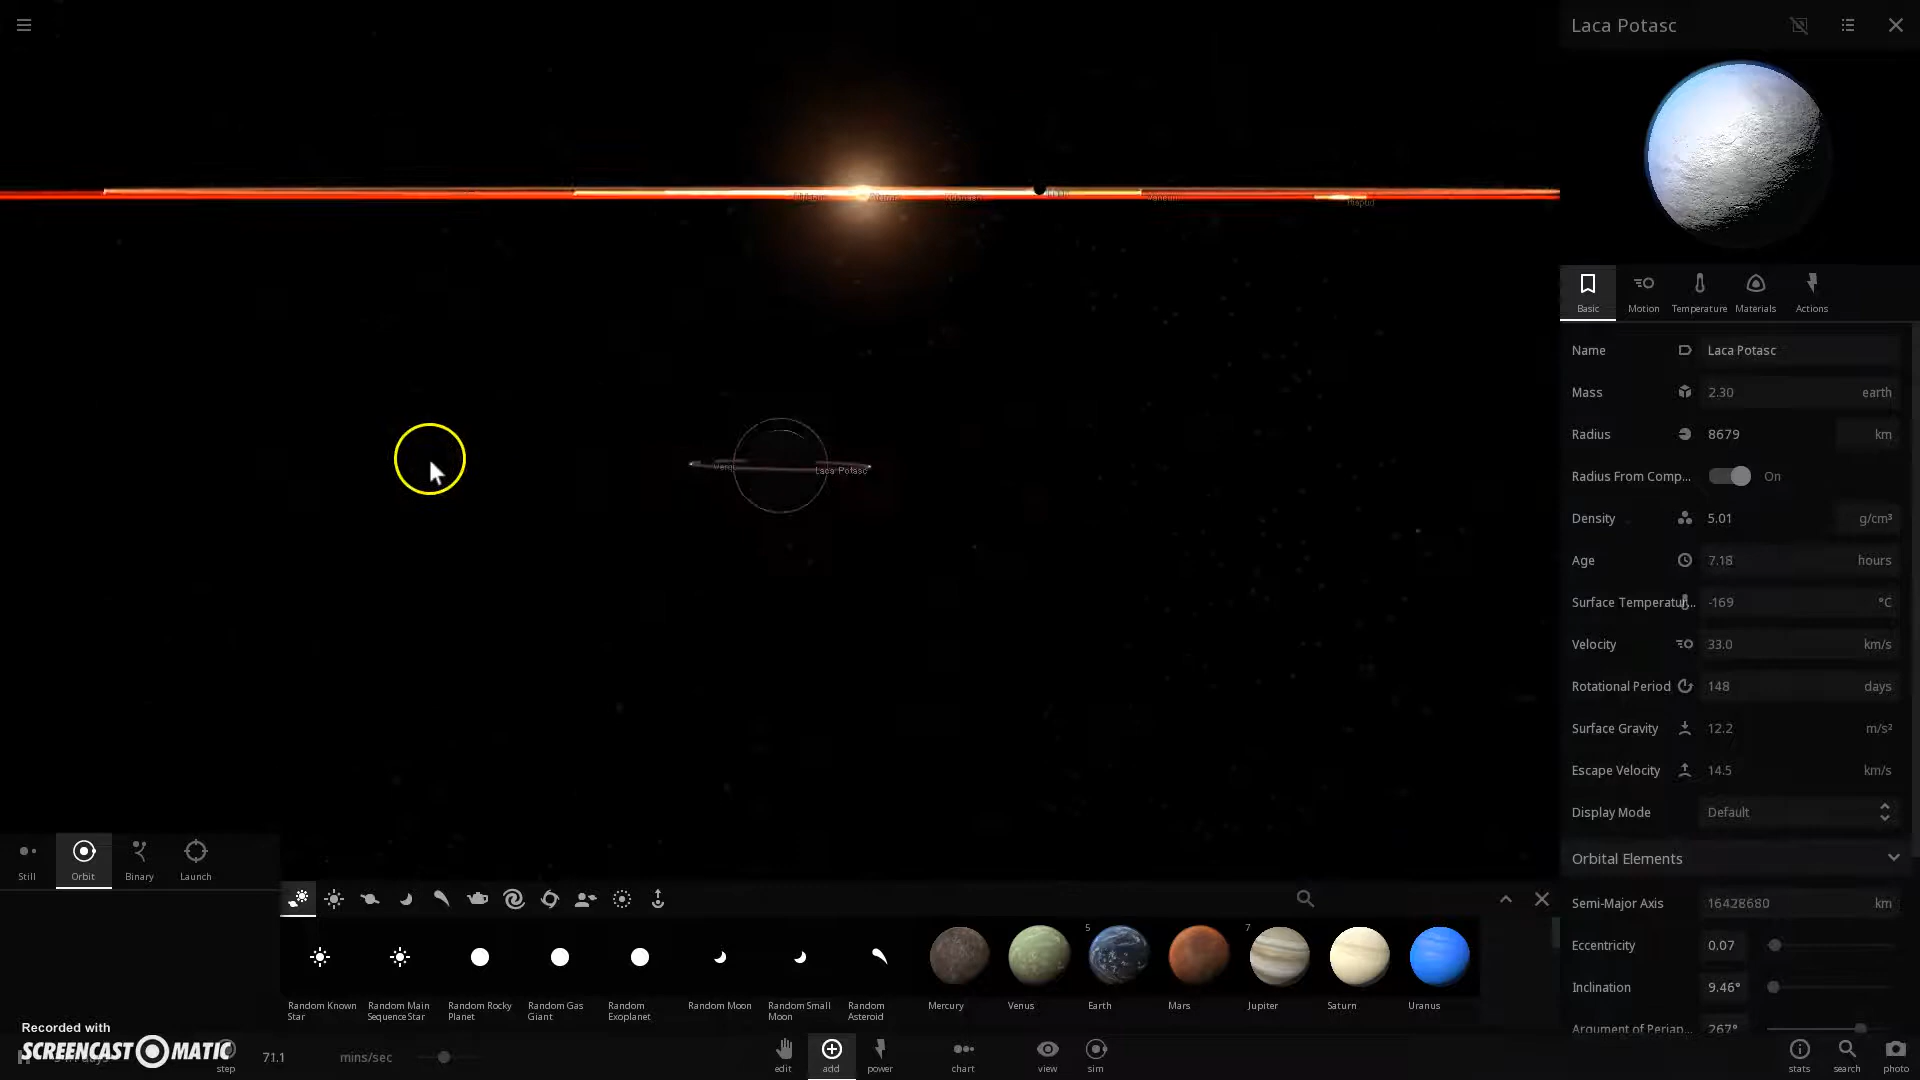 Laca Potasc
Laca Potasc
Basic
Motion
Temperature
Materials
Actions
Name
Laca Potasc
Mass
2.30
earth
Radius
8679
km
Radius From Comp...
On
Density
5.01
g/cm³
Age
7.18
hours
Surface Temperatur...
-169
°C
Velocity
33.0
km/s
Rotational Period
148
days
Surface Gravity
12.2
m/s²
Escape Velocity
14.5
km/s
Display Mode
Default
Orbital Elements
Semi-Major Axis
16428680
km
Eccentricity
0.07
Inclination
9.46°
Argument of Periap...
267°
Still
Orbit
Binary
Launch
Random Known
Star
Random Main
Sequence Star
Random Rocky
Planet
Random Gas
Giant
Random
Exoplanet
Random Moon
Random Small
Moon
Random
Asteroid
Mercury
Venus
5
Earth
Mars
7
Jupiter
Saturn
Uranus
Recorded with
SCREENCAST-O-MATIC
step
71.1
mins/sec
edit
add
power
chart
view
sim
stats
search
photo